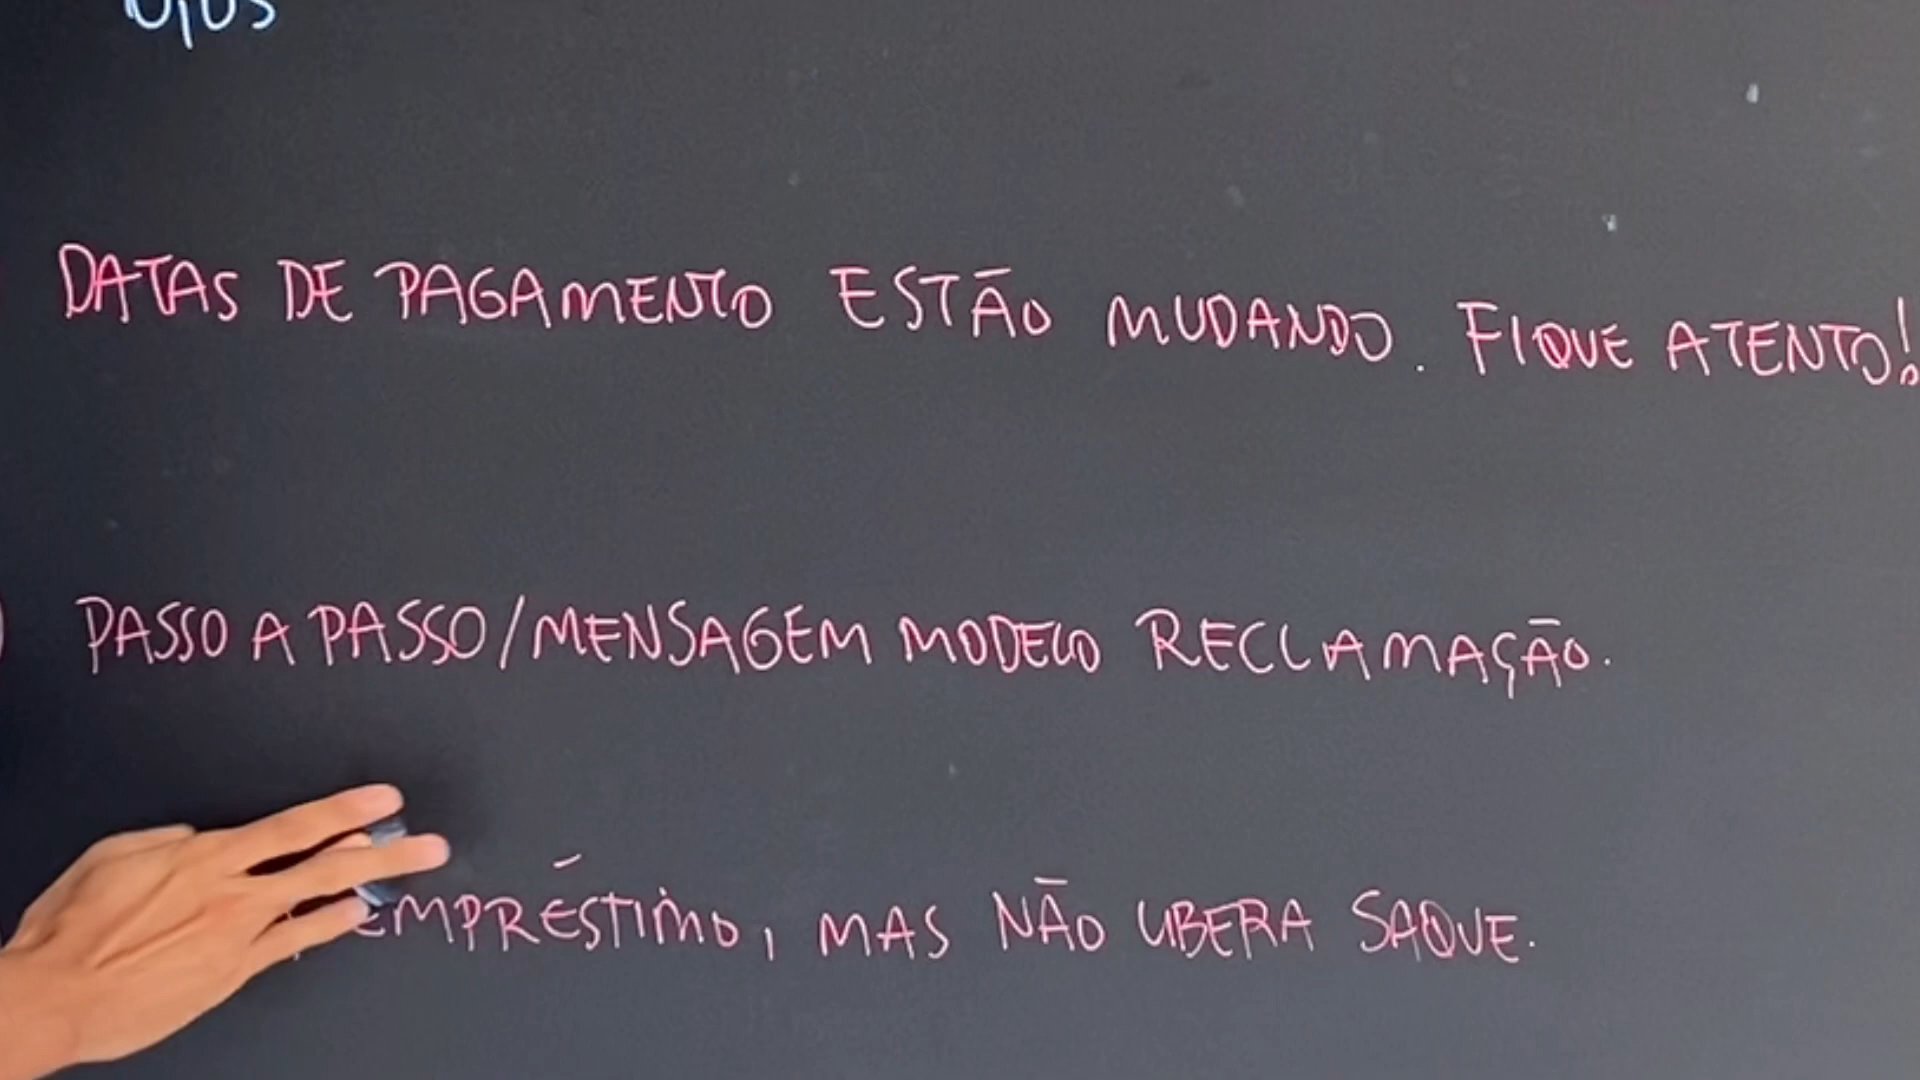 DATAS DE PAGAMENTO ESTÃO MUDANDO. FIQUE ATENTO!
PASSO A PASSO/MENSAGEM MODELO RECLAMAÇÃO.
EMPRÉSTIMO, MAS NÃO LIBERA SAQUE.